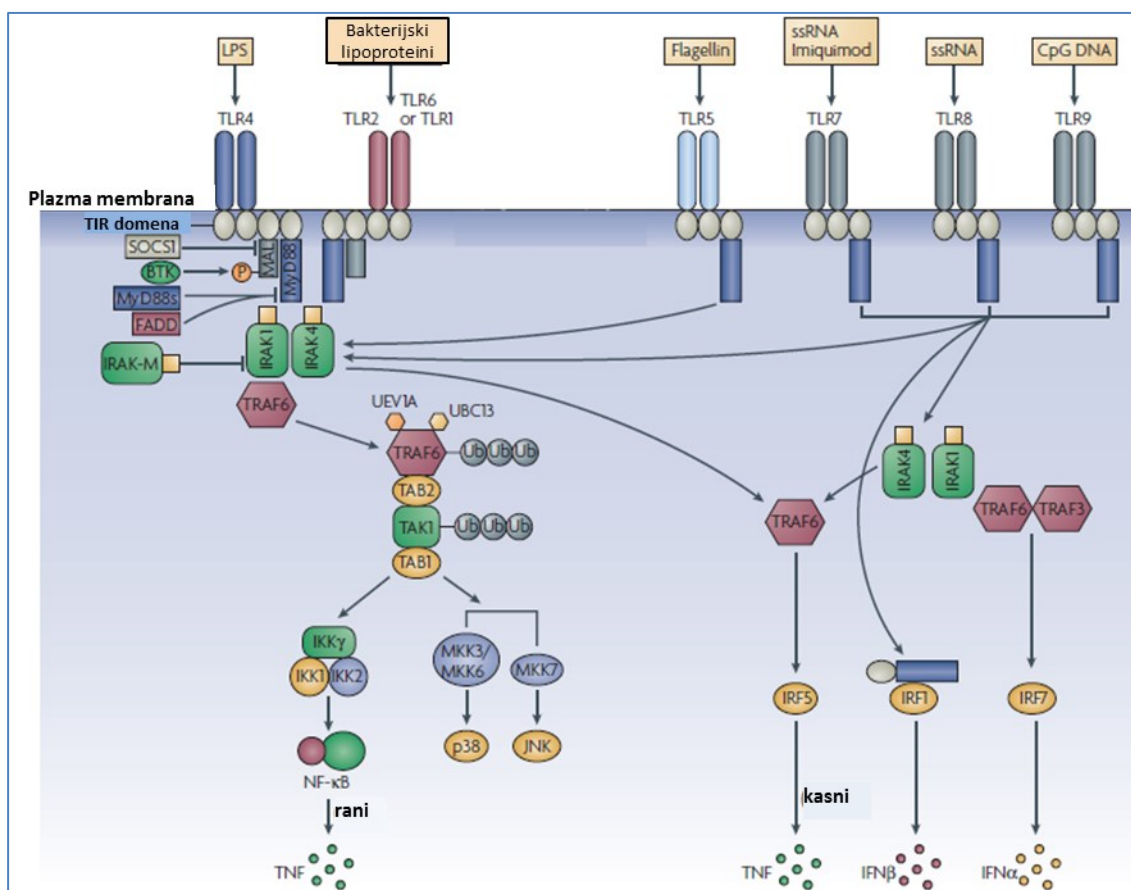 LPS
Bakterijski
lipoproteini
Flagellin
ssRNA
Imiquimod
ssRNA
CpG DNA
TLR4
TLR2
TLR6
or TLR1
TLR5
TLR7
TLR8
TLR9
Plazma membrana
TIR domena
SOCS1
BTK
P
MAL
MyD88
MyD88s
FADD
IRAK-M
IRAK1
IRAK4
TRAF6
UEV1A
UBC13
TRAF6
Ub Ub Ub
TAB2
TAK1
Ub Ub Ub
TAB1
IRAK4
IRAK1
TRAF6
TRAF6
TRAF3
IKKγ
IKK1
IKK2
MKK3/
MKK6
MKK7
IRF5
IRF1
IRF7
p38
JNK
NF-κB
rani
kasni
TNF
TNF
IFNβ
IFNα